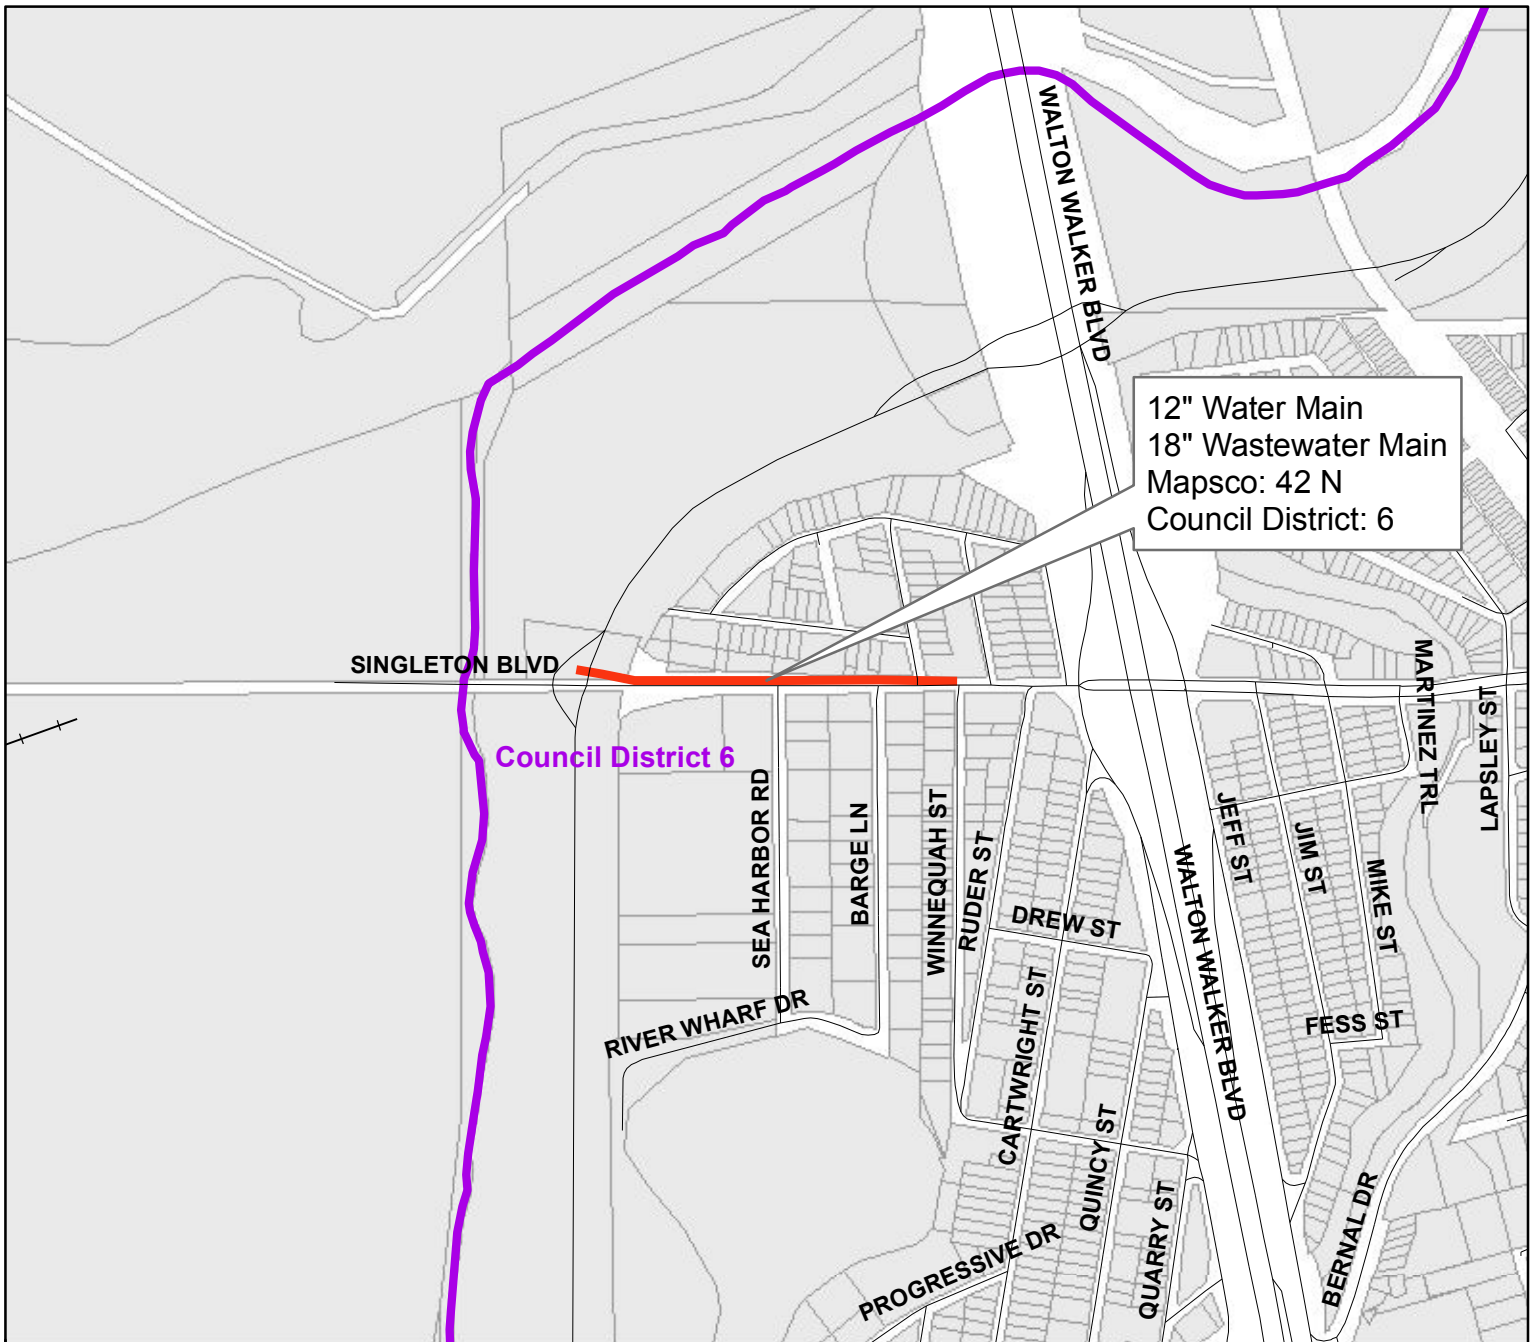 WALTON WALKER BLVD
12" Water Main
18" Wastewater Main
Mapsco: 42 N
Council District: 6
SINGLETON BLVD
MARTINEZ TRL
LAPSLEY ST
Council District 6
SEA HARBOR RD
BARGE LN
WINNEQUAH ST
RUDER ST
JEFF ST
JIM ST
MIKE ST
WALTON WALKER BLVD
DREW ST
CARTWRIGHT ST
RIVER WHARF DR
FESS ST
QUINCY ST
QUARRY ST
BERNAL DR
PROGRESSIVE DR